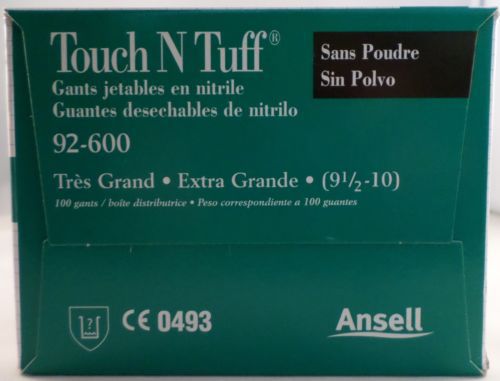 Touch N Tuff®
Sans Poudre
Sin Polvo
Gants jetables en nitrile
Guantes desechables de nitrilo
92-600
Très Grand • Extra Grande • (9½-10)
100 gants / boîte distributrice • Peso correspondiente a 100 guantes
?
CE 0493
Ansell